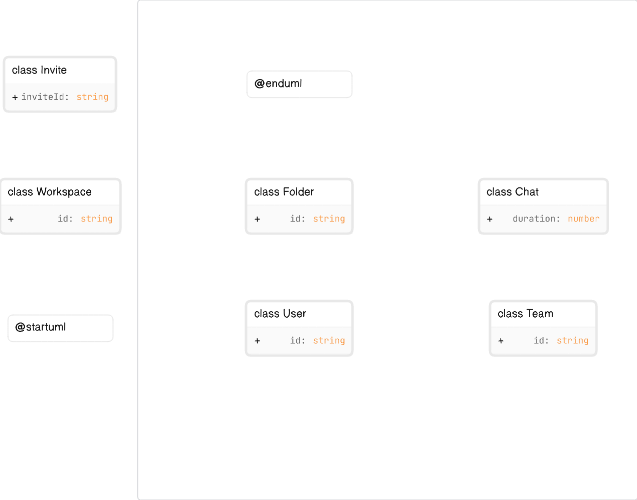 class Invite
+ inviteId: string
@enduml
class Workspace
+ id: string
class Folder
+ id: string
class Chat
+ duration: number
@startuml
class User
+ id: string
class Team
+ id: string